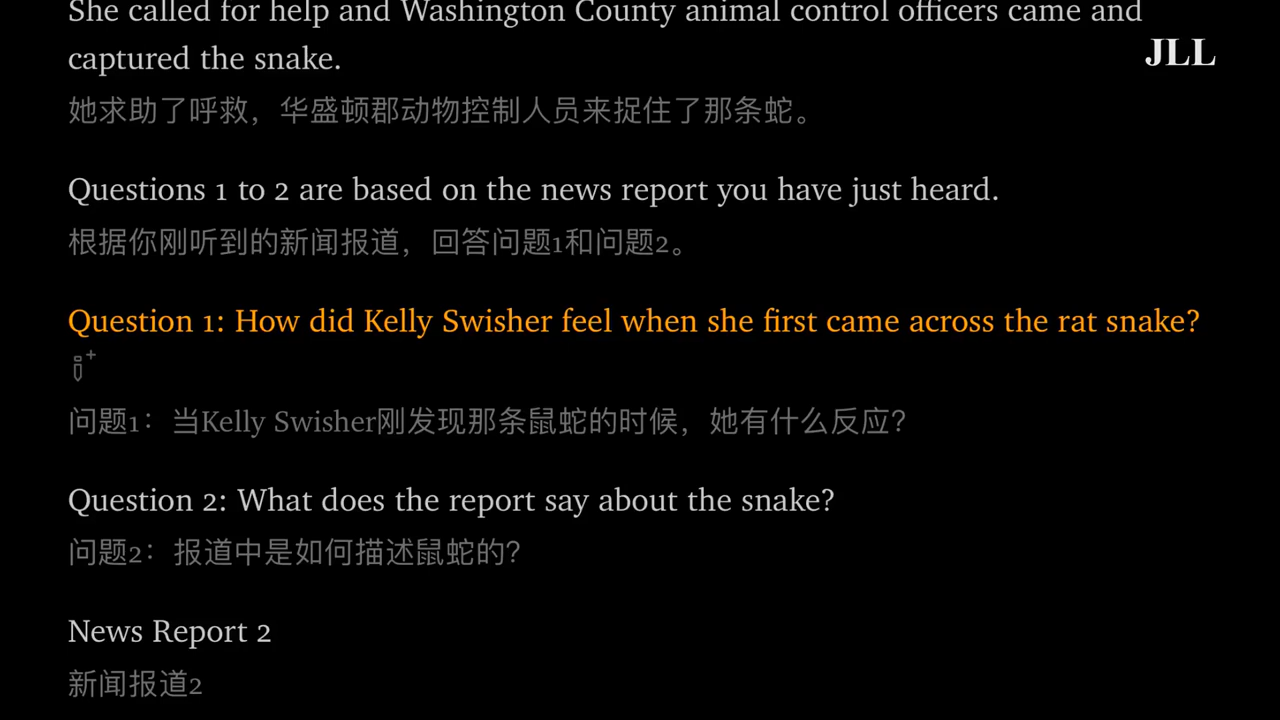 She called for help and Washington County animal control officers came and
captured the snake.
JLL
她求助了呼救，华盛顿郡动物控制人员来捉住了那条蛇。
Questions 1 to 2 are based on the news report you have just heard.
根据你刚听到的新闻报道，回答问题1和问题2。
Question 1: How did Kelly Swisher feel when she first came across the rat snake?
问题1：当Kelly Swisher刚发现那条鼠蛇的时候，她有什么反应？
Question 2: What does the report say about the snake?
问题2：报道中是如何描述鼠蛇的？
News Report 2
新闻报道2